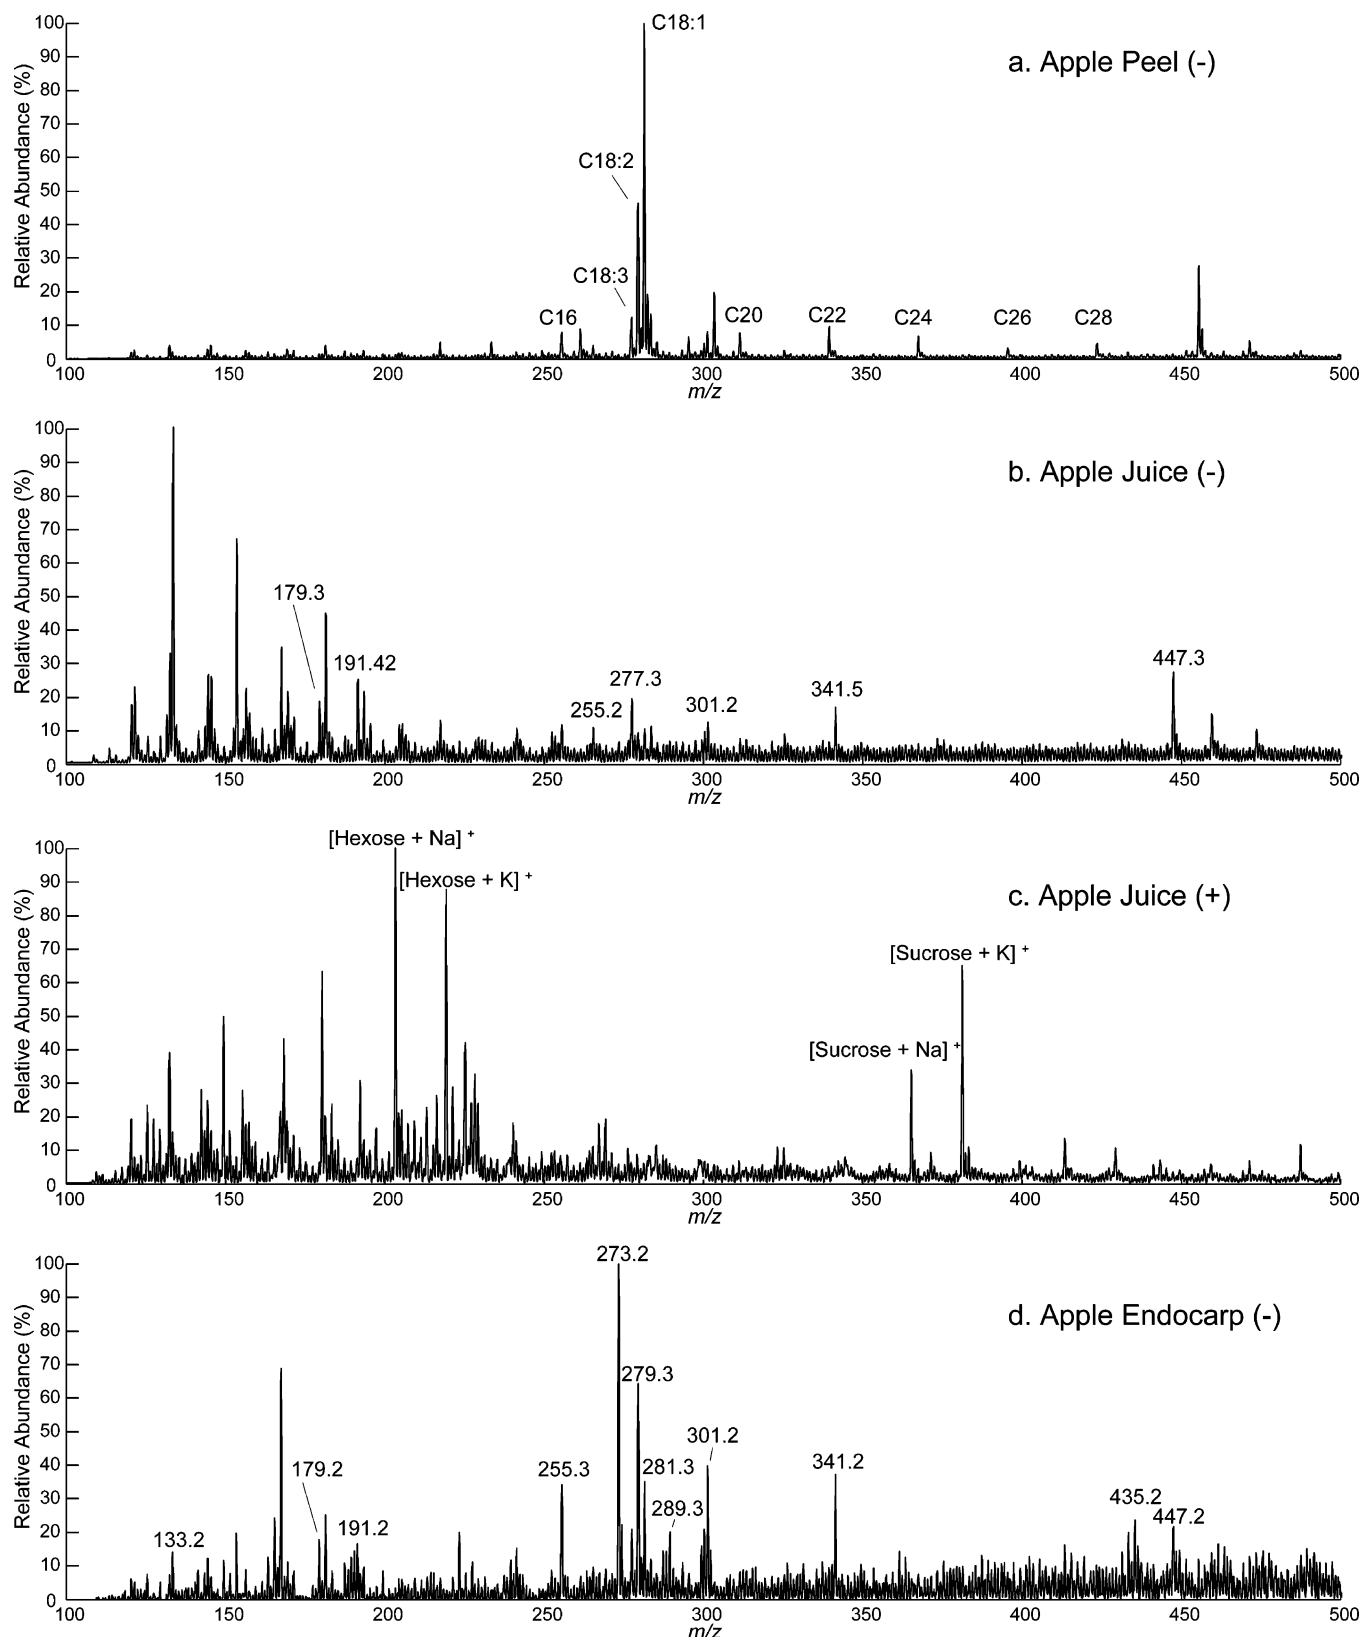 a. Apple Peel (-)
Relative Abundance (%)
100
90
80
70
60
50
40
30
20
10
0
C18:1
C18:2
C18:3
C16
C20
C22
C24
C26
C28
100 150 200 250 300 350 400 450 500
m/z
b. Apple Juice (-)
Relative Abundance (%)
100
90
80
70
60
50
40
30
20
10
0
179.3
191.42
255.2
277.3
301.2
341.5
447.3
100 150 200 250 300 350 400 450 500
m/z
c. Apple Juice (+)
Relative Abundance (%)
100
90
80
70
60
50
40
30
20
10
0
[Hexose + Na] +
[Hexose + K] +
[Sucrose + K] +
[Sucrose + Na] +
100 150 200 250 300 350 400 450 500
m/z
d. Apple Endocarp (-)
Relative Abundance (%)
100
90
80
70
60
50
40
30
20
10
0
133.2
179.2
191.2
255.3
273.2
279.3
281.3
289.3
301.2
341.2
435.2
447.2
100 150 200 250 300 350 400 450 500
m/z